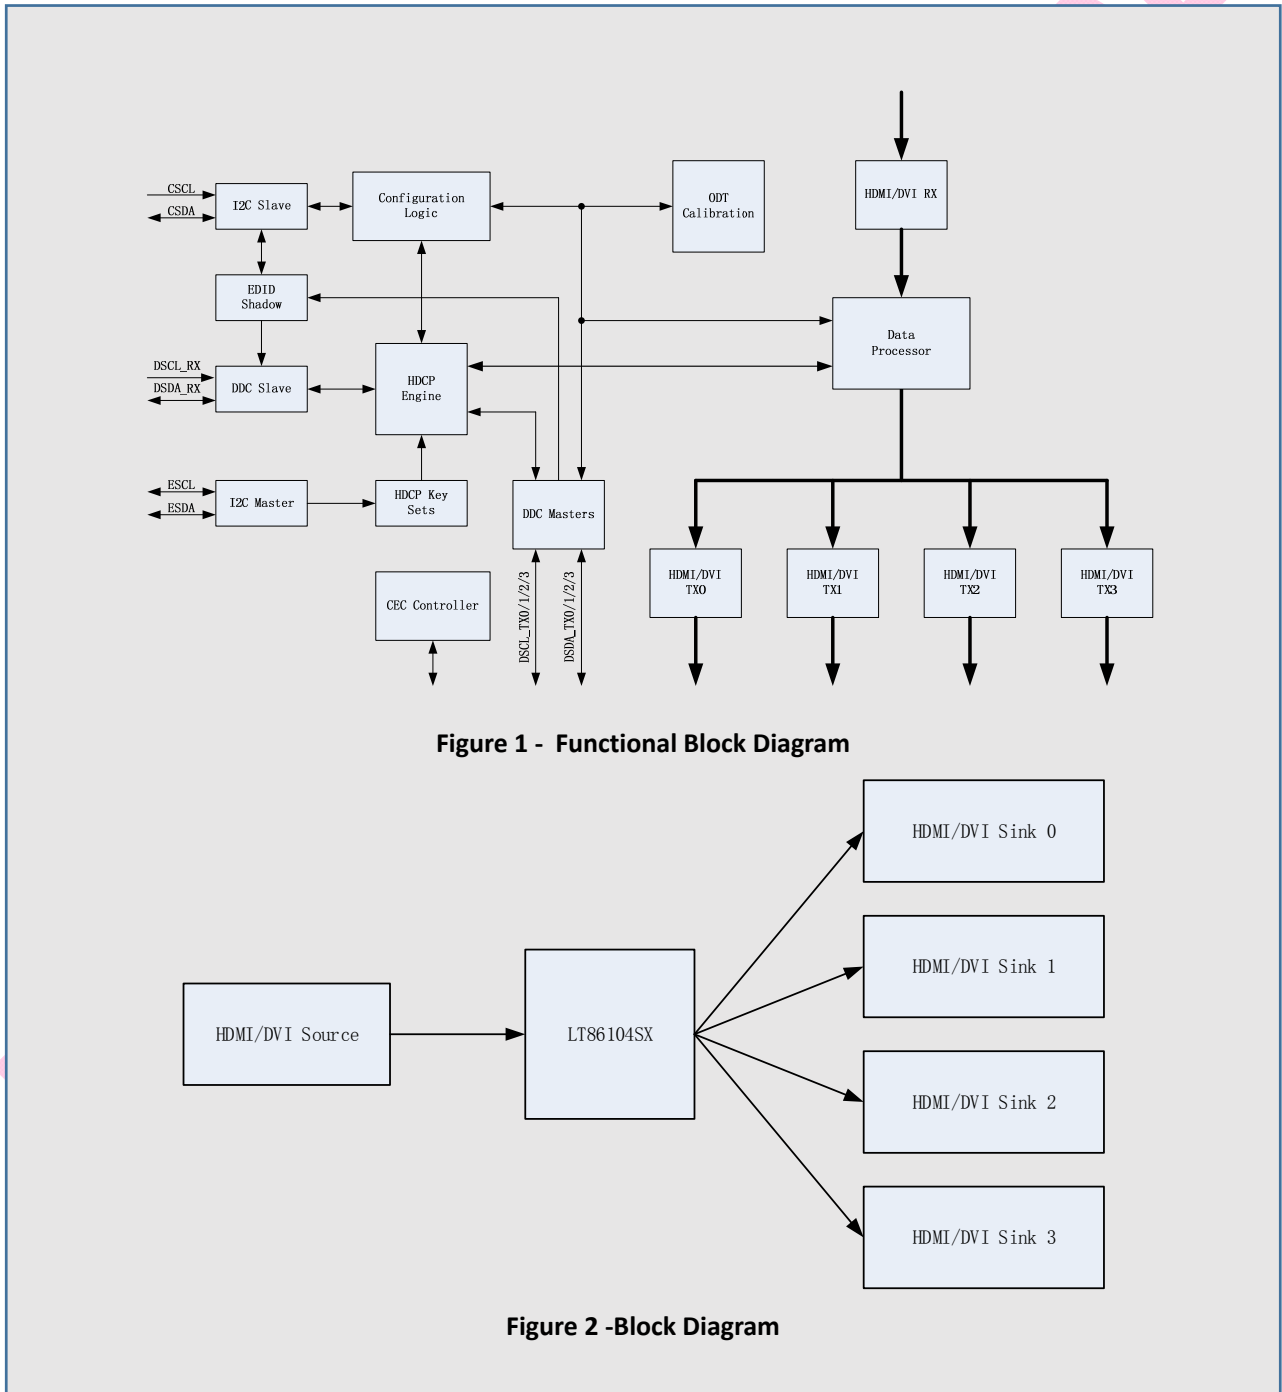 CSCL
CSDA
I2C Slave
Configuration
Logic
ODT
Calibration
HDMI/DVI RX
EDID
Shadow
Data
Processor
DSCL_RX
DSDA_RX
DDC Slave
HDCP
Engine
ESCL
ESDA
I2C Master
HDCP Key
Sets
DDC Masters
CEC Controller
DSCL_TX0/1/2/3
DSDA_TX0/1/2/3
HDMI/DVI
TX0
HDMI/DVI
TX1
HDMI/DVI
TX2
HDMI/DVI
TX3
Figure 1 - Functional Block Diagram
HDMI/DVI Source
LT86104SX
HDMI/DVI Sink 0
HDMI/DVI Sink 1
HDMI/DVI Sink 2
HDMI/DVI Sink 3
Figure 2 -Block Diagram